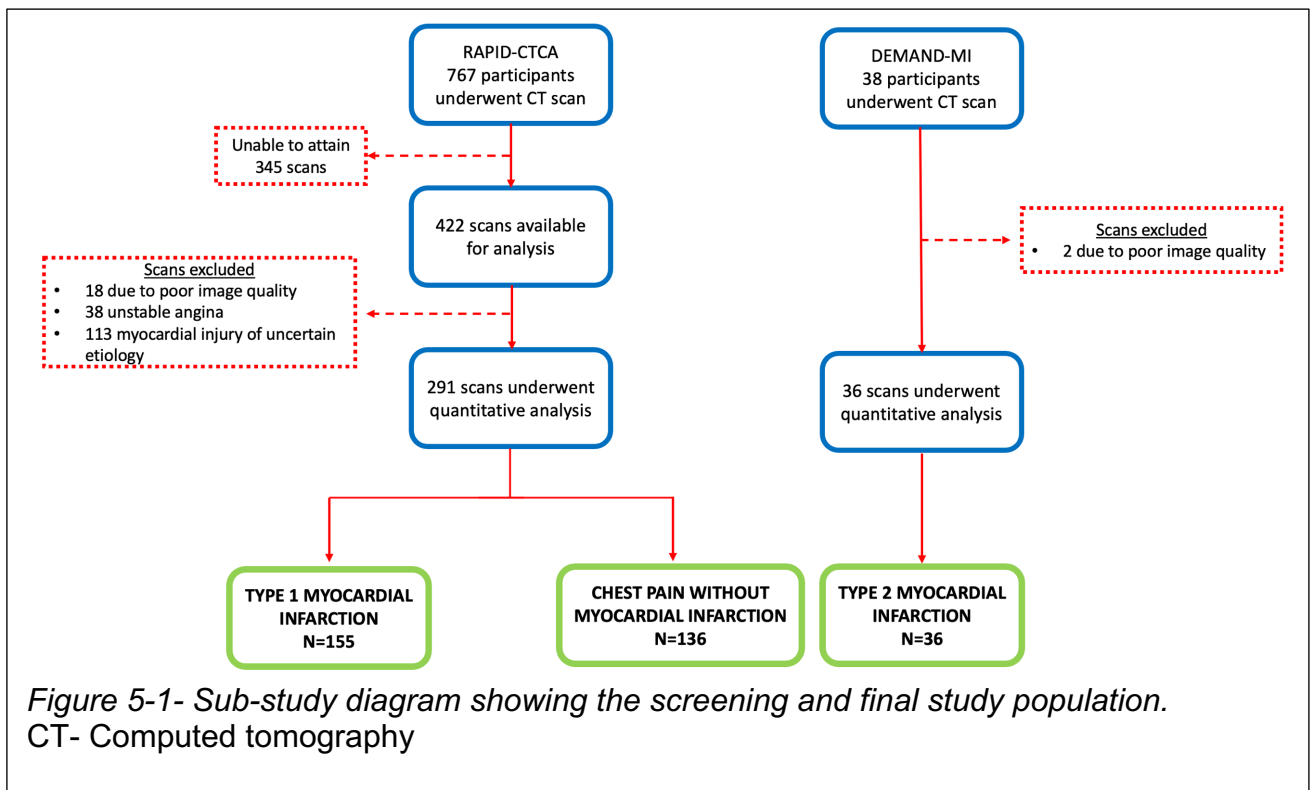 RAPID-CTCA
767 participants
underwent CT scan
Unable to attain
345 scans
422 scans available
for analysis
Scans excluded
• 18 due to poor image quality
• 38 unstable angina
• 113 myocardial injury of uncertain
etiology
291 scans underwent
quantitative analysis
TYPE 1 MYOCARDIAL
INFARCTION
N=155
CHEST PAIN WITHOUT
MYOCARDIAL INFARCTION
N=136
DEMAND-MI
38 participants
underwent CT scan
Scans excluded
• 2 due to poor image quality
36 scans underwent
quantitative analysis
TYPE 2 MYOCARDIAL
INFARCTION
N=36
Figure 5-1- Sub-study diagram showing the screening and final study population.
CT- Computed tomography